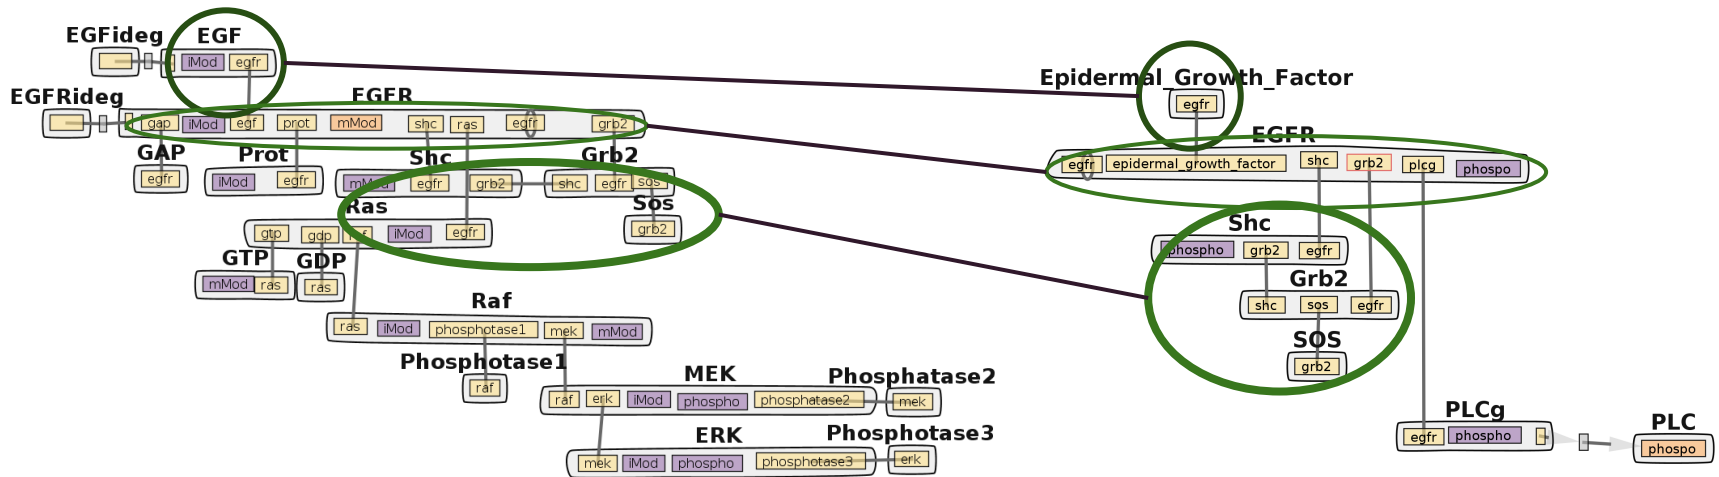 EGFideg EGF
iMod egfr
EGFRideg EGFR
gap iMod egf prot mMod shc ras egfr grb2
GAP Prot Shc Grb2
egfr iMod egfr mMod egfr grb2 shc egfr sos
Ras Sos
gtp gdp raf iMod egfr grb2
GTP GDP
mMod ras ras
Raf
ras iMod phosphotase1 mek mMod
Phosphotase1
raf
MEK Phosphatase2
raf erk iMod phospho phosphatase2 mek
ERK Phosphotase3
mek iMod phospho phosphotase3 erk
Epidermal_Growth_Factor
egfr
EGFR
egfr epidermal_growth_factor shc grb2 plcg phospho
Shc
phospho grb2 egfr
Grb2
shc sos egfr
SOS
grb2
PLCg PLC
egfr phospho phospho